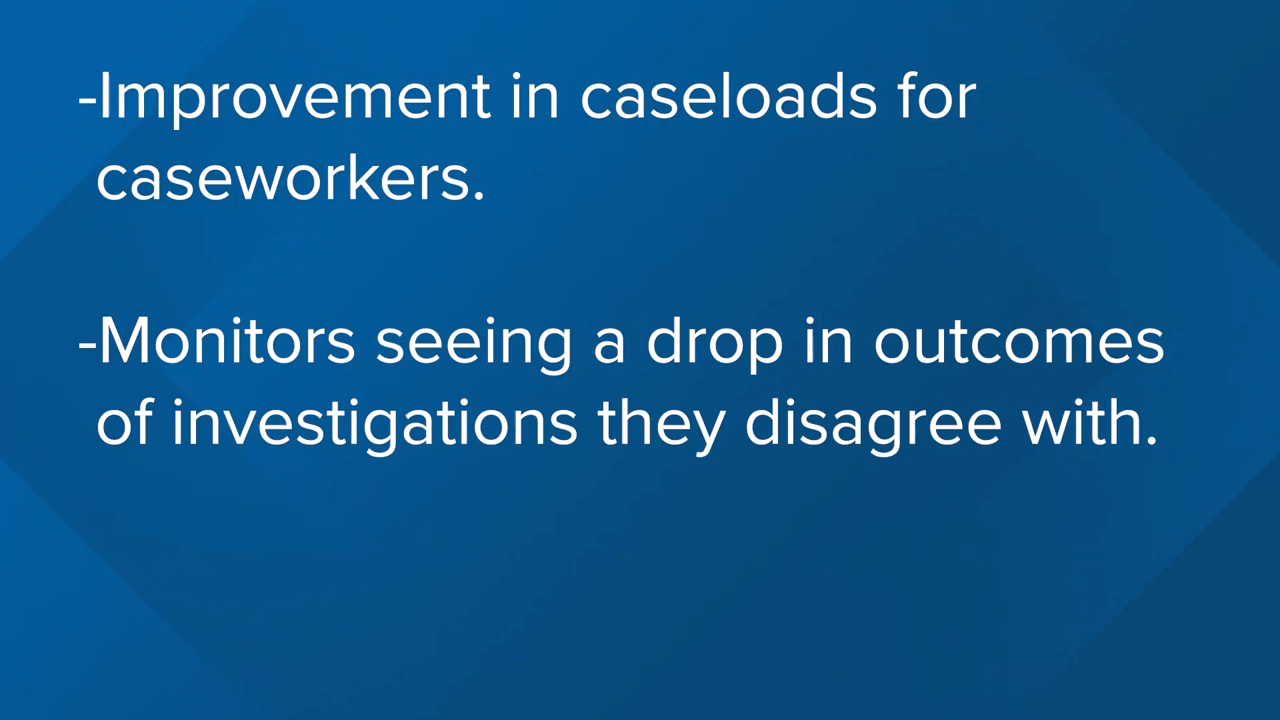 -Improvement in caseloads for
caseworkers.
-Monitors seeing a drop in outcomes
of investigations they disagree with.